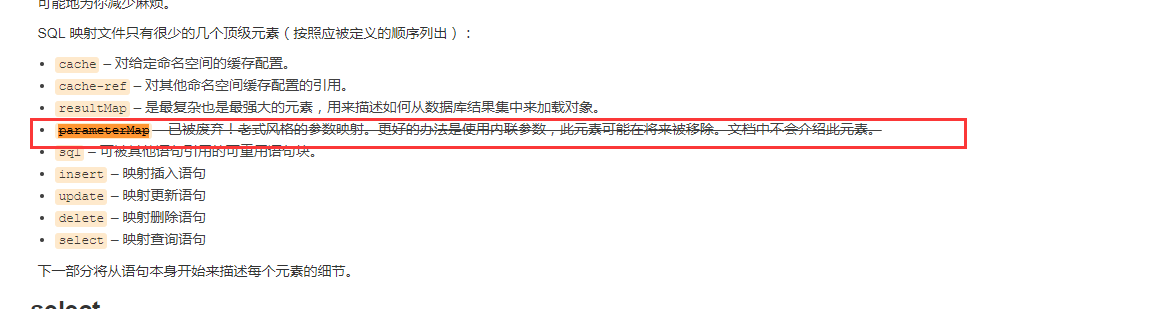 可能地为你减少麻烦。
SQL 映射文件只有很少的几个顶级元素（按照应被定义的顺序列出）：
cache – 对给定命名空间的缓存配置。
cache-ref – 对其他命名空间缓存配置的引用。
resultMap – 是最复杂也是最强大的元素，用来描述如何从数据库结果集中来加载对象。
parameterMap – 已被废弃！老式风格的参数映射。更好的办法是使用内联参数，此元素可能在将来被移除。文档中不会介绍此元素。
sql – 可被其他语句引用的可重用语句块。
insert – 映射插入语句
update – 映射更新语句
delete – 映射删除语句
select – 映射查询语句
下一部分将从语句本身开始来描述每个元素的细节。
select